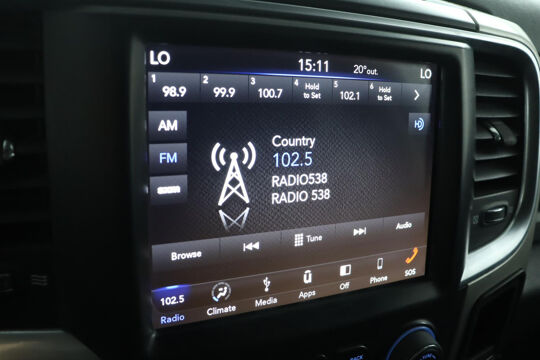 LO 15:11 20° out. LO
1 2 3 4 5 6
98.9 99.9 100.7 Hold to Set 102.1 Hold to Set
AM
FM
Country
102.5
RADIO538
RADIO 538
Browse Tune Audio
102.5 Radio Climate Media Apps Off Phone SOS
BACK